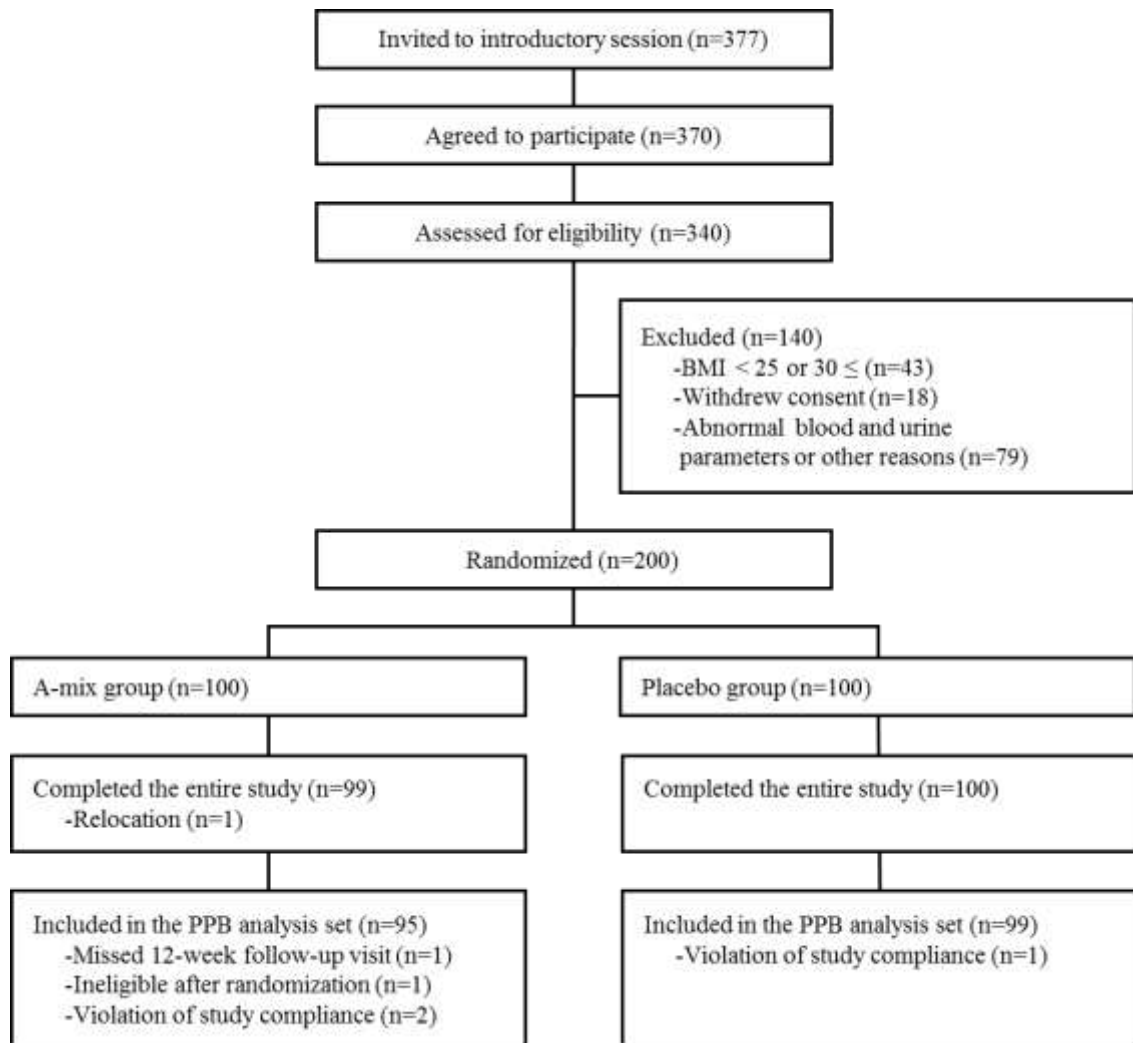 Invited to introductory session (n=377)
Agreed to participate (n=370)
Assessed for eligibility (n=340)
Excluded (n=140)
-BMI < 25 or 30 ≤ (n=43)
-Withdrew consent (n=18)
-Abnormal blood and urine
parameters or other reasons (n=79)
Randomized (n=200)
A-mix group (n=100)
Placebo group (n=100)
Completed the entire study (n=99)
-Relocation (n=1)
Completed the entire study (n=100)
Included in the PPB analysis set (n=95)
-Missed 12-week follow-up visit (n=1)
-Ineligible after randomization (n=1)
-Violation of study compliance (n=2)
Included in the PPB analysis set (n=99)
-Violation of study compliance (n=1)